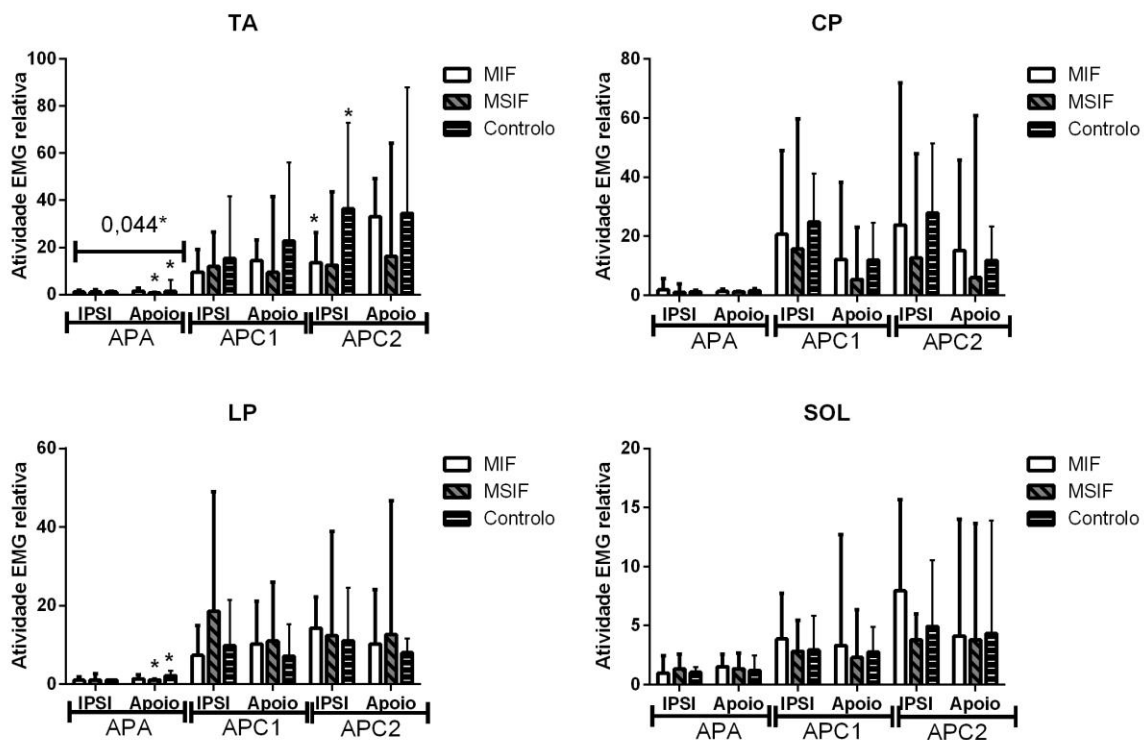 TA
Atividade EMG relativa
100
80
60
40
20
0
0,044*
*
*
*
*
IPSI Apoio IPSI Apoio IPSI Apoio
APA APC1 APC2
MIF
MSIF
Controlo
CP
Atividade EMG relativa
80
60
40
20
0
IPSI Apoio IPSI Apoio IPSI Apoio
APA APC1 APC2
MIF
MSIF
Controlo
LP
Atividade EMG relativa
60
40
20
0
*
*
IPSI Apoio IPSI Apoio IPSI Apoio
APA APC1 APC2
MIF
MSIF
Controlo
SOL
Atividade EMG relativa
20
15
10
5
0
IPSI Apoio IPSI Apoio IPSI Apoio
APA APC1 APC2
MIF
MSIF
Controlo